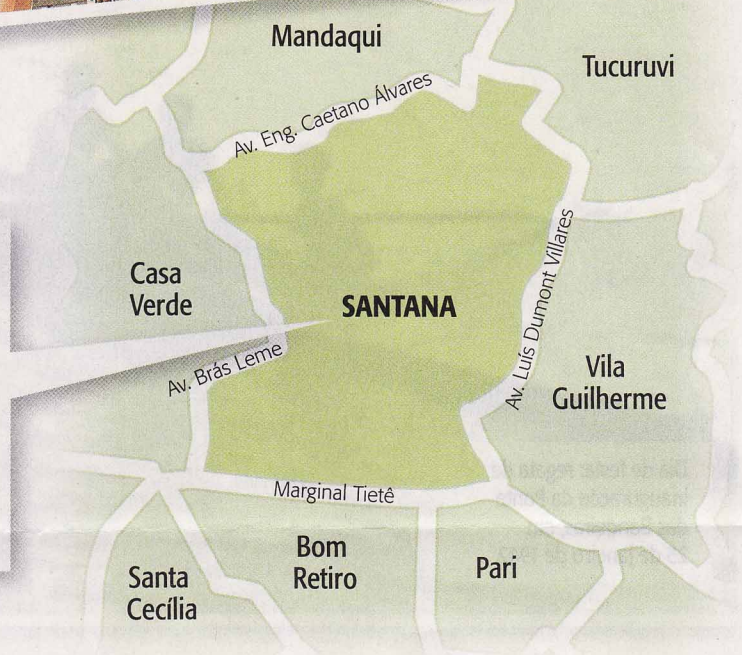 Mandaqui
Tucuruvi
Av. Eng. Caetano Álvares
Casa
Verde
SANTANA
Av. Luís Dumont Villares
Av. Brás Leme
Vila
Guilherme
Marginal Tietê
Bom
Retiro
Pari
Santa
Cecília